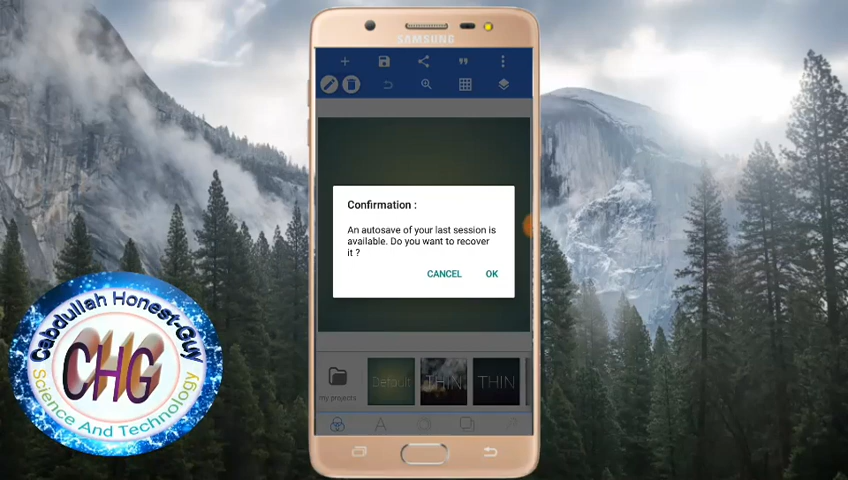 SAMSUNG
Confirmation :
An autosave of your last session is
available. Do you want to recover
it ?
CANCEL OK
my projects
Default
THIN
THIN
Cabdullah Honest-Guy
CHG
Science And Technology